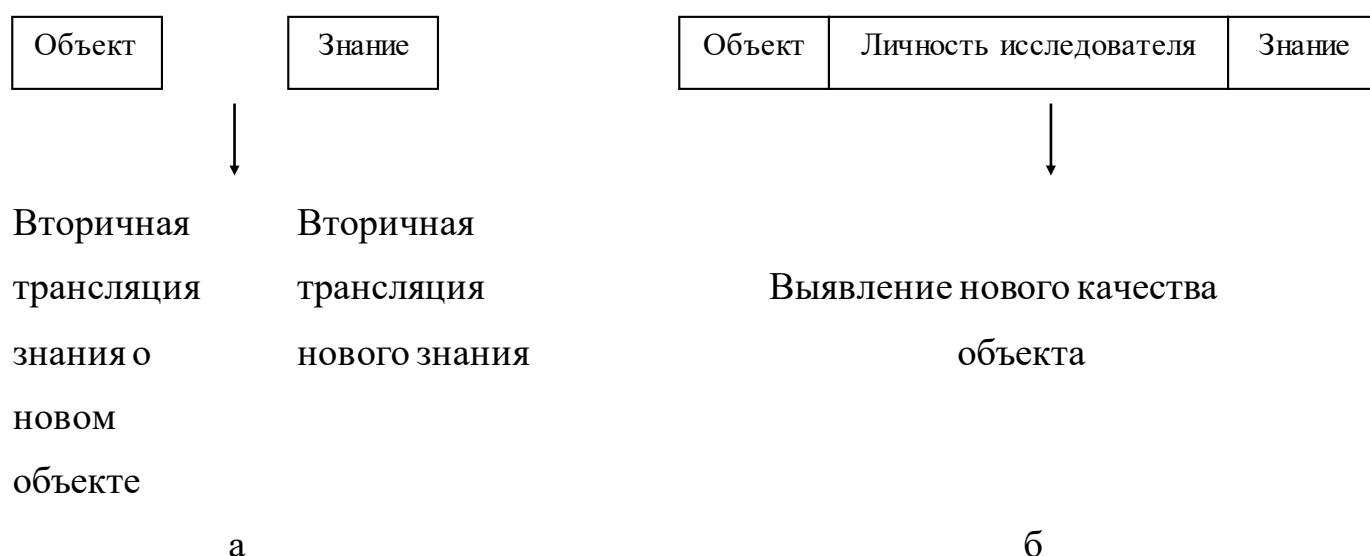 Объект
Знание
Объект
Личность исследователя
Знание
Вторичная
трансляция
знания о
новом
объекте
Вторичная
трансляция
нового знания
Выявление нового качества
объекта
а
б